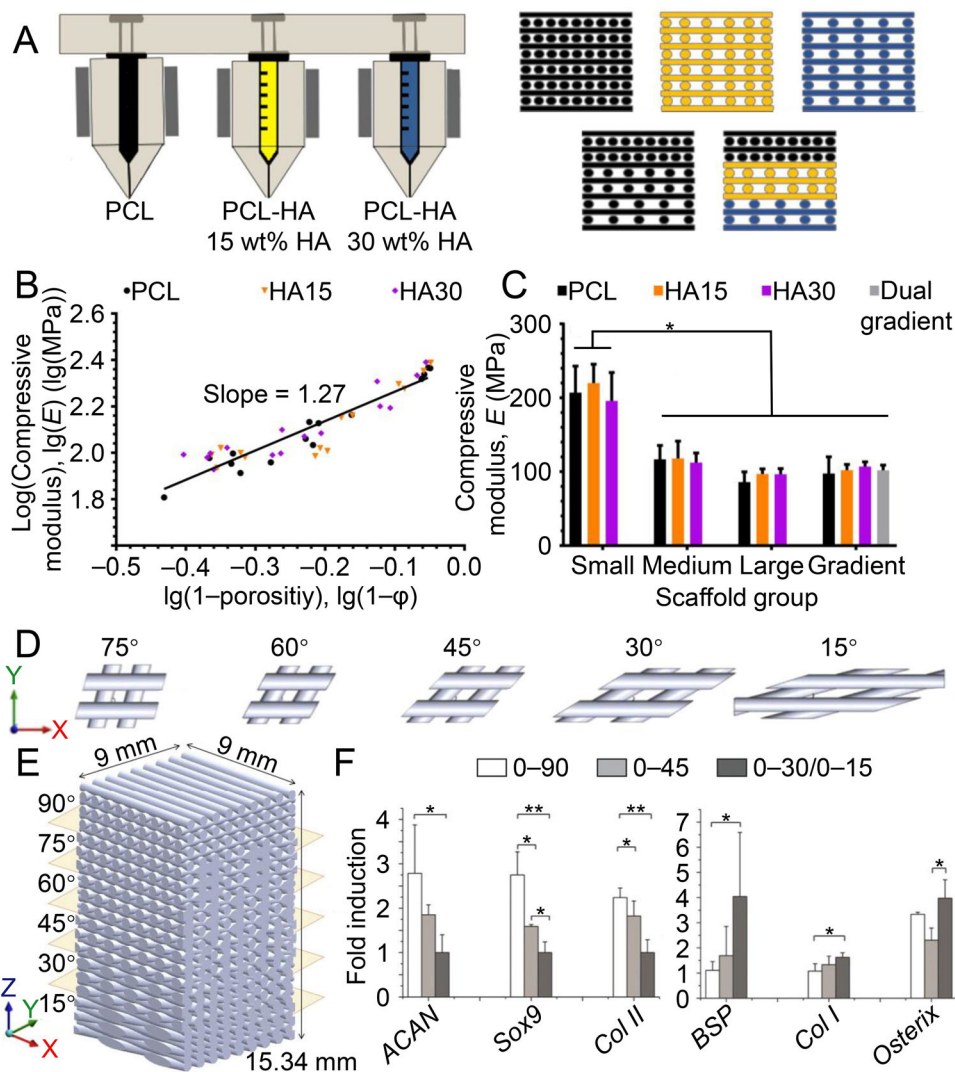 A
PCL
PCL-HA
15 wt% HA
PCL-HA
30 wt% HA
B
PCL
HA15
HA30
Log(Compressive
modulus), lg(E) (lg(MPa))
2.6
2.4
2.2
2.0
1.8
Slope = 1.27
–0.5
–0.4
–0.3
–0.2
–0.1
0.0
lg(1–porositiy), lg(1–φ)
C
PCL
HA15
HA30
Dual
gradient
Compressive
modulus, E (MPa)
300
200
100
0
*
Small
Medium
Large
Gradient
Scaffold group
D
75°
60°
45°
30°
15°
Y
X
E
9 mm
9 mm
90°
75°
60°
45°
30°
15°
Z
Y
X
15.34 mm
F
0–90
0–45
0–30/0–15
Fold induction
4
3
2
1
0
*
**
*
*
**
*
ACAN
Sox9
Col II
7
6
5
4
3
2
1
0
*
*
*
BSP
Col I
Osterix